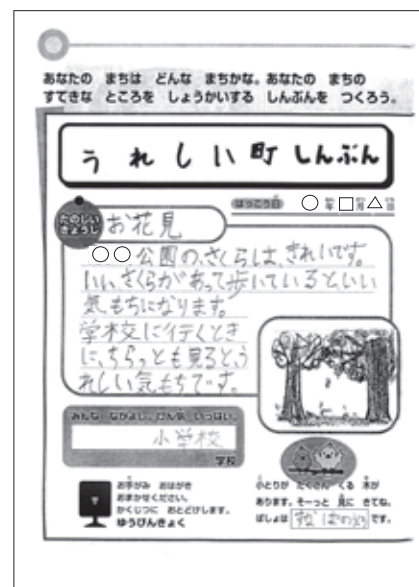 あなたの まちは どんな まちかな。あなたの まちの
すてきな ところを しょうかいする しんぶんを つくろう。
うれしい町しんぶん
はっこう日 ○年□月△日
たのしい
ぎょうじ
お花見
○○公園の、さくらは、きれいです。
いい、さくらがあって歩いているといい
気もちになります。
学校に行くとき
に、ちらっとも見ると、う
れしい気もちです。
みんな なかよし。げん気 いっぱい。
小学校
学校
お手がみ おはがき
おまかせください。
かくじつに おとどけします。
ゆうびんきょく
小とりが たくさん くる 木が
あります。そーっと 見に きてね。
ばしょは です。